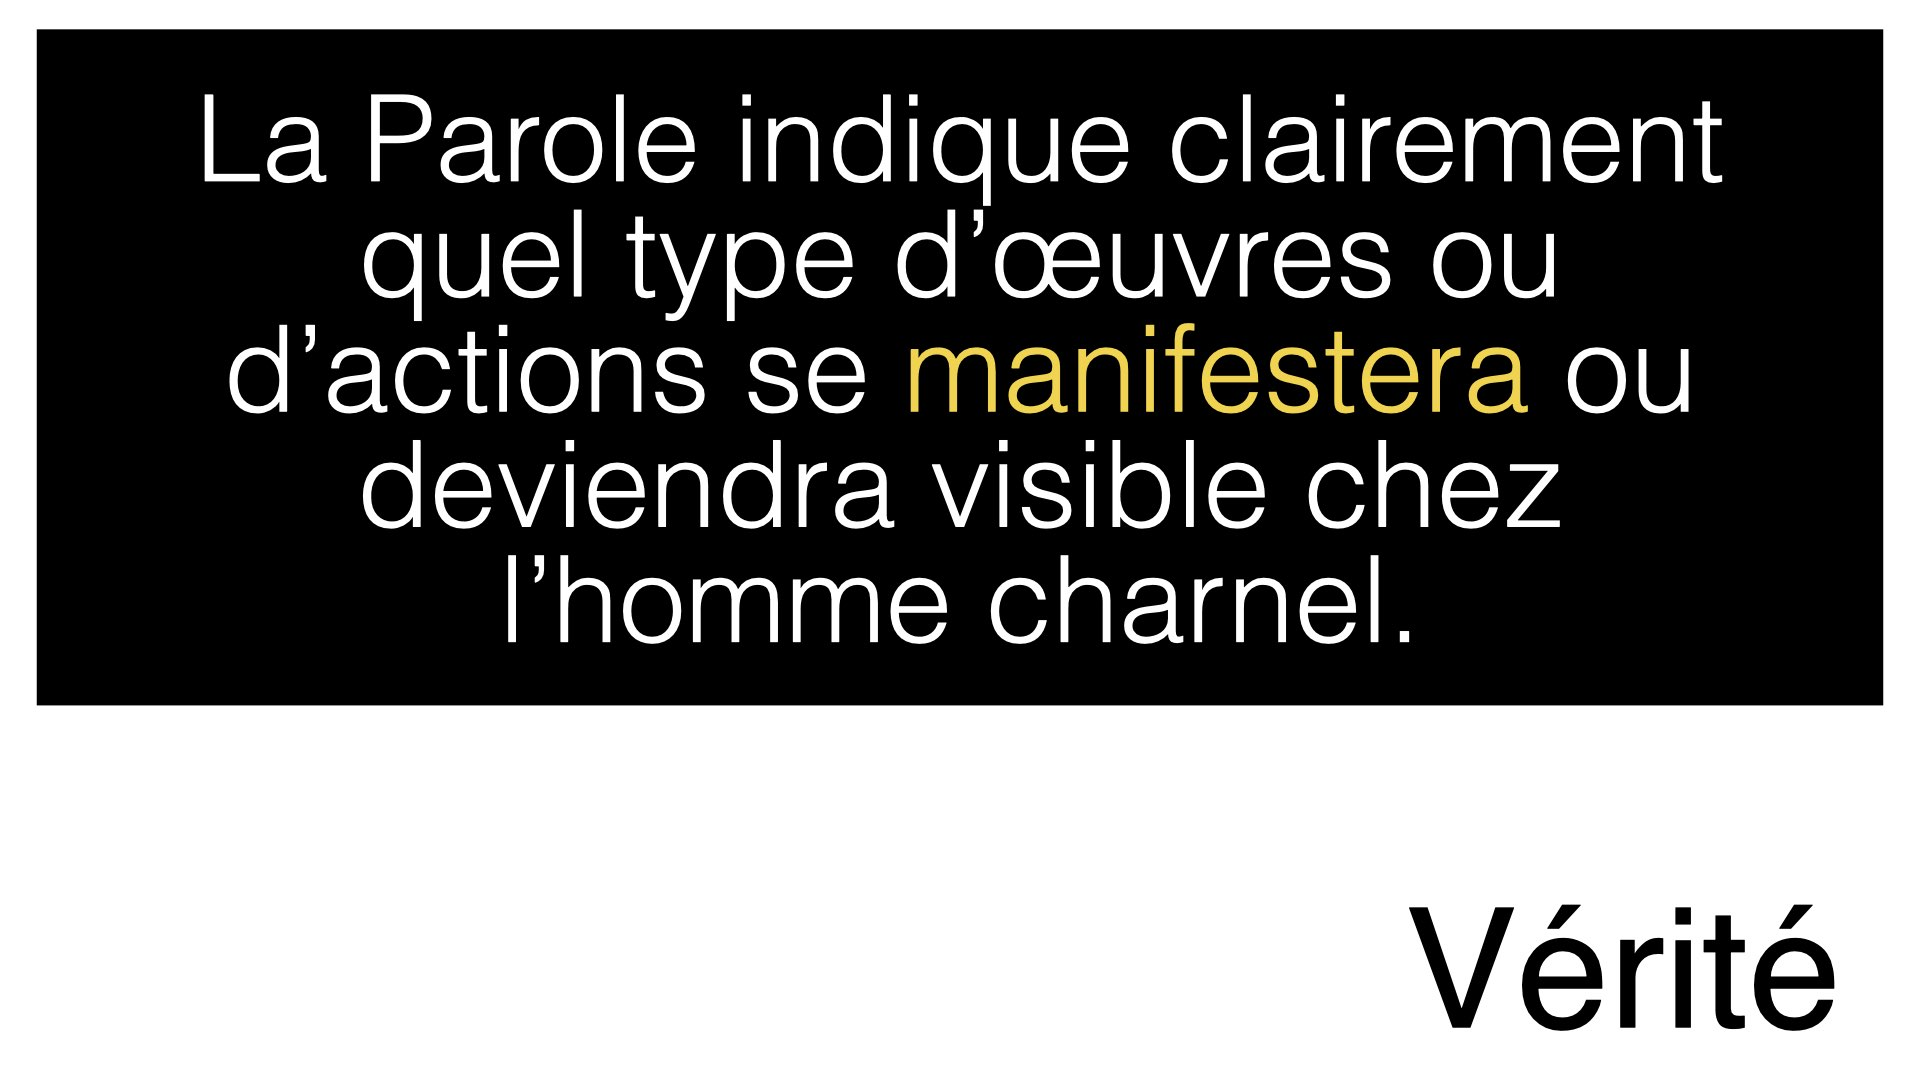 La Parole indique clairement
quel type d’œuvres ou
d’actions se manifestera ou
deviendra visible chez
l’homme charnel.
Vérité